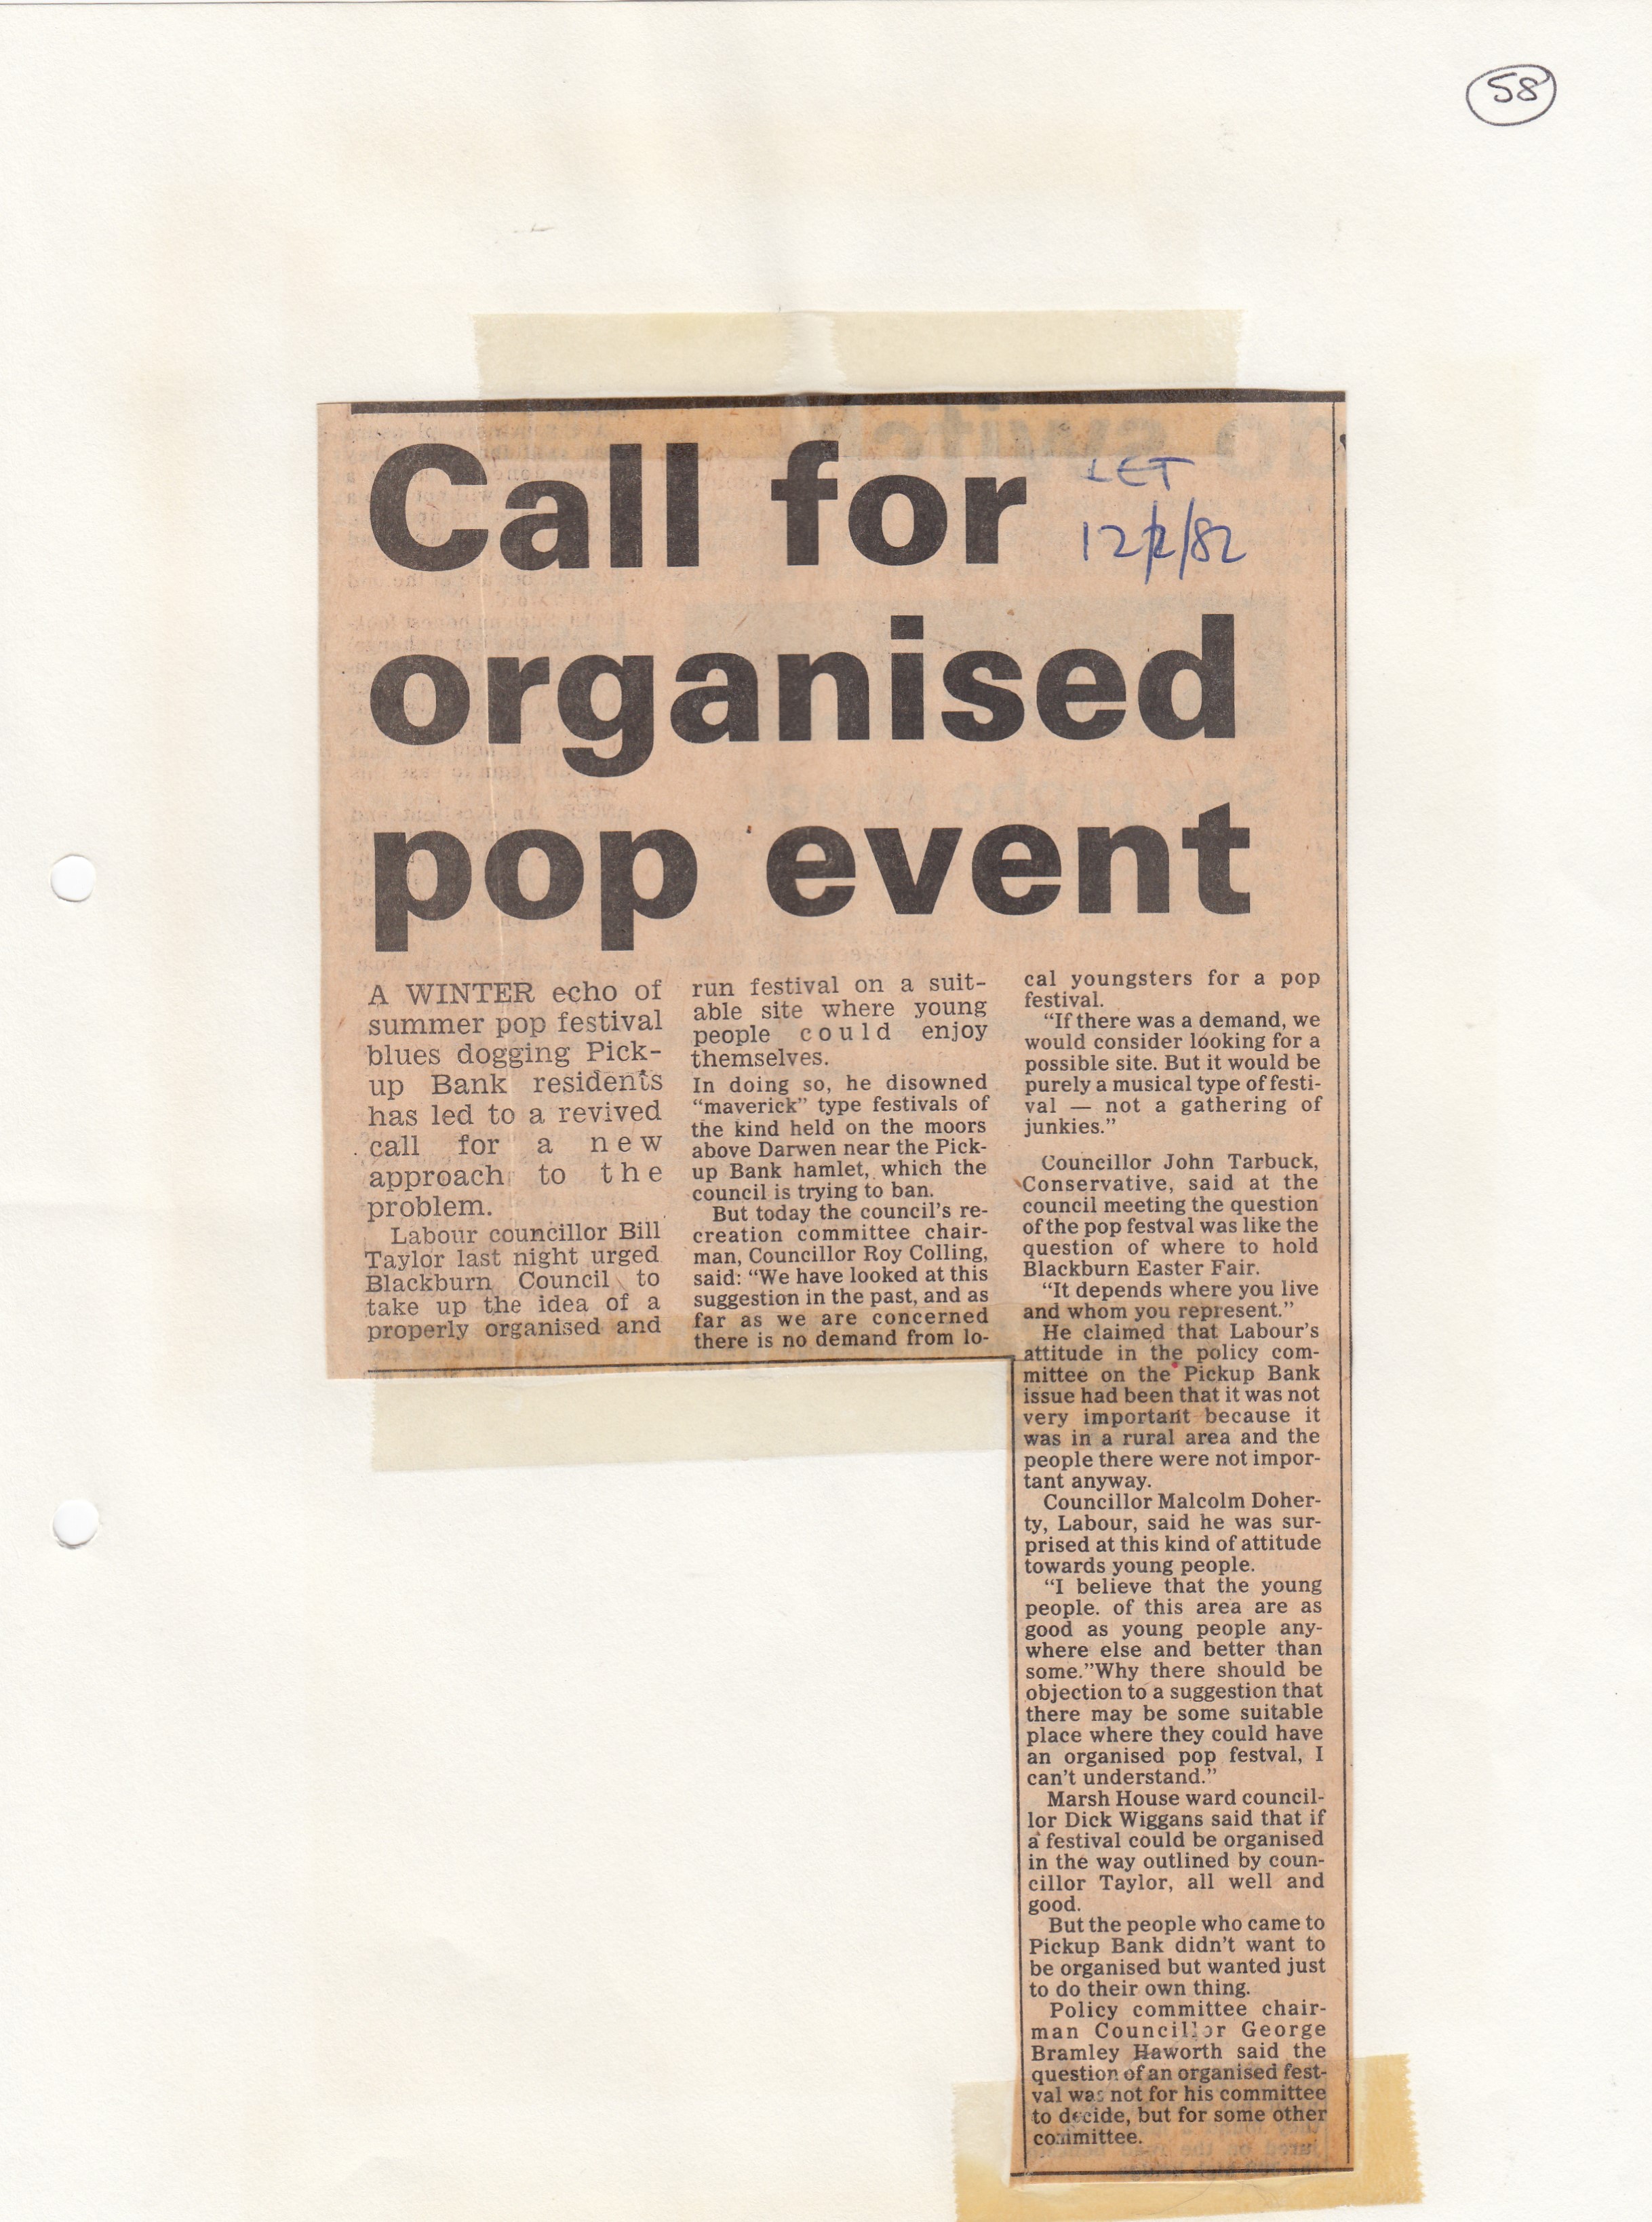 58
Call for
organised
pop event
LET
12/2/82
A WINTER echo of
summer pop festival
blues dogging Pick-
up Bank residents
has led to a revived
call for a new
approach to the
problem.
Labour councillor Bill
Taylor last night urged
Blackburn Council to
take up the idea of a
properly organised and
run festival on a suit-
able site where young
people could enjoy
themselves.
In doing so, he disowned
“maverick” type festivals of
the kind held on the moors
above Darwen near the Pick-
up Bank hamlet, which the
council is trying to ban.
But today the council's re-
creation committee chair-
man, Councillor Roy Colling,
said: “We have looked at this
suggestion in the past, and as
far as we are concerned
there is no demand from lo-
cal youngsters for a pop
festival.
“If there was a demand, we
would consider looking for a
possible site. But it would be
purely a musical type of festi-
val — not a gathering of
junkies.”
Councillor John Tarbuck,
Conservative, said at the
council meeting the question
of the pop festval was like the
question of where to hold
Blackburn Easter Fair.
“It depends where you live
and whom you represent.”
He claimed that Labour's
attitude in the policy com-
mittee on the Pickup Bank
issue had been that it was not
very important because it
was in a rural area and the
people there were not impor-
tant anyway.
Councillor Malcolm Doher-
ty, Labour, said he was sur-
prised at this kind of attitude
towards young people.
“I believe that the young
people. of this area are as
good as young people any-
where else and better than
some.”Why there should be
objection to a suggestion that
there may be some suitable
place where they could have
an organised pop festval, I
can't understand.”
Marsh House ward council-
lor Dick Wiggans said that if
a festival could be organised
in the way outlined by coun-
cillor Taylor, all well and
good.
But the people who came to
Pickup Bank didn't want to
be organised but wanted just
to do their own thing.
Policy committee chair-
man Councillor George
Bramley Haworth said the
question of an organised fest-
val was not for his committee
to decide, but for some other
committee.